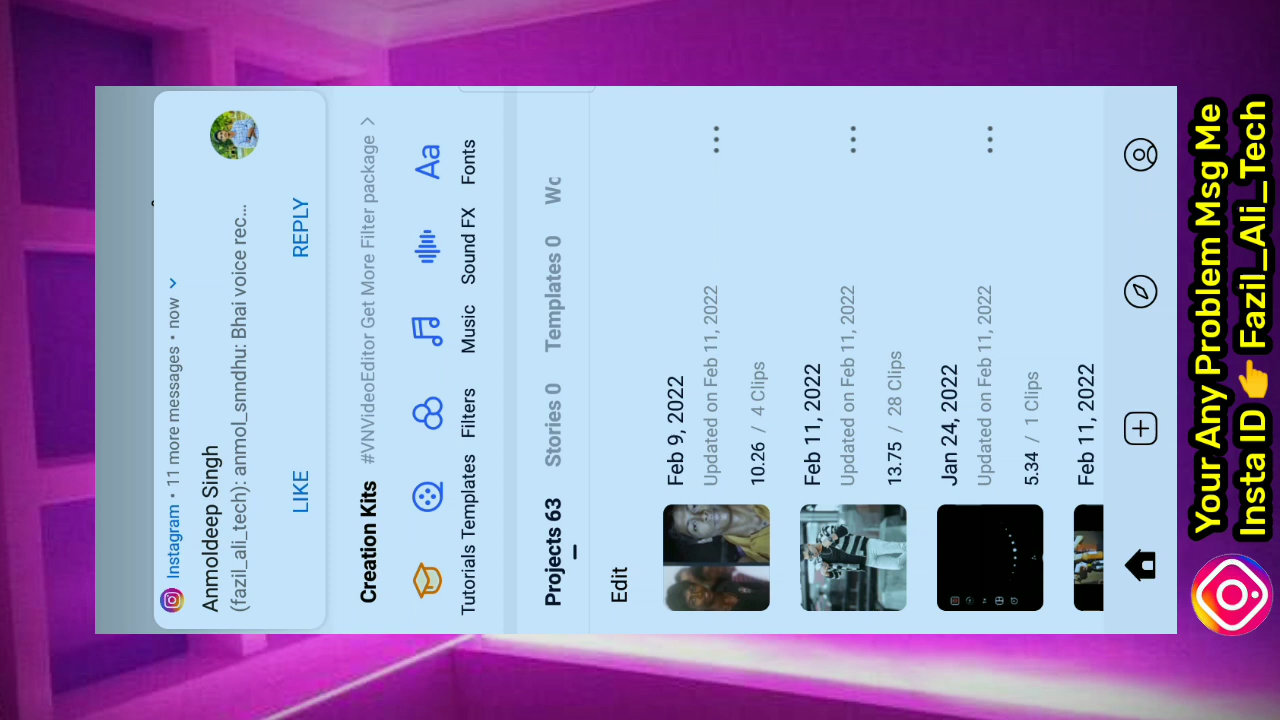 Instagram • 11 more messages • now
Anmoldeep Singh
(fazil_ali_tech): anmol_smdhu: Bhai voice rec...
LIKE REPLY
Creation Kits #VNVideoEditor Get More Filter package >
Aa
Tutorials Templates Filters Music Sound FX Fonts
Projects 63 Stories 0 Templates 0
Edit
Feb 9, 2022
Updated on Feb 11, 2022
10.26 / 4 Clips
Feb 11, 2022
Updated on Feb 11, 2022
13.75 / 28 Clips
Jan 24, 2022
Updated on Feb 11, 2022
5.34 / 1 Clips
Feb 11, 2022
Your Any Problem Msg Me
Insta ID 👉 Fazil_Ali_Tech